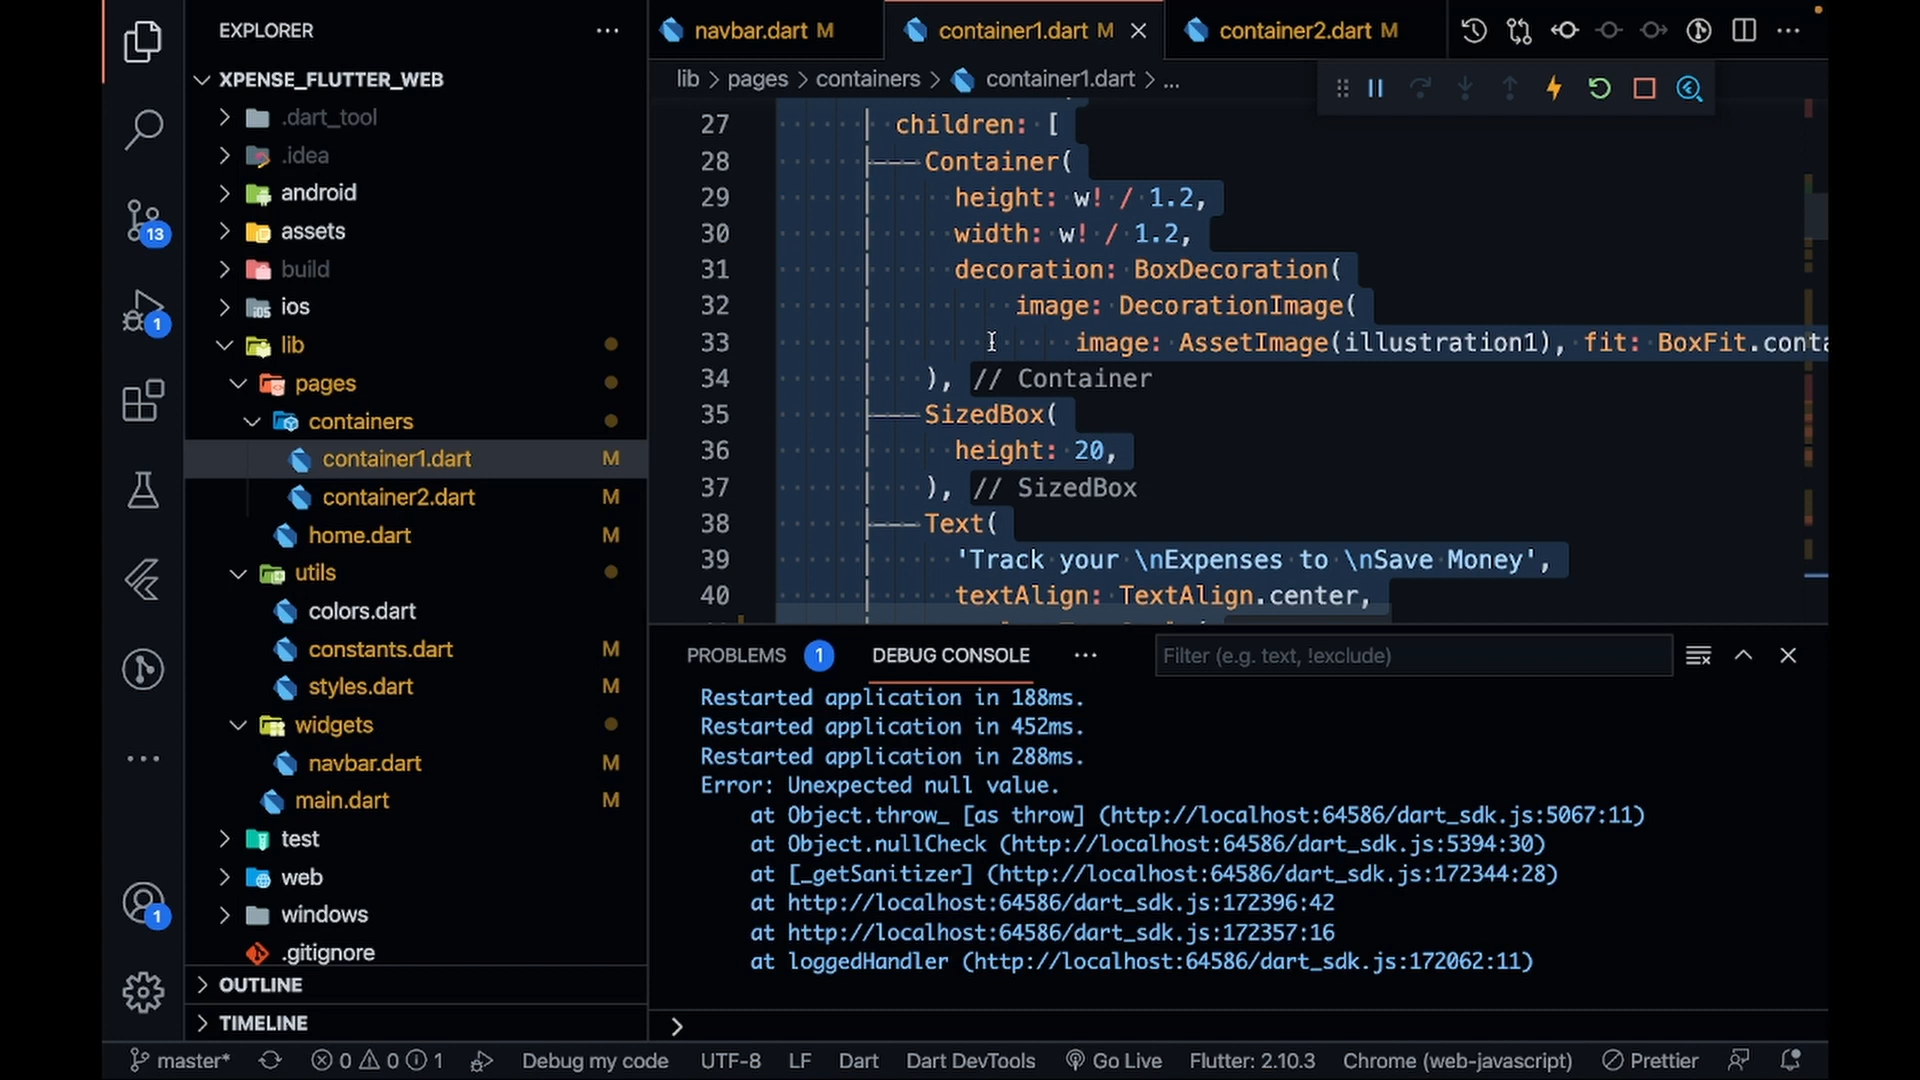 EXPLORER
XPENSE_FLUTTER_WEB
.dart_tool
.idea
android
assets
build
ios
lib
pages
containers
container1.dart M
container2.dart M
home.dart M
utils
colors.dart
constants.dart M
styles.dart M
widgets
navbar.dart M
main.dart M
test
web
windows
.gitignore
OUTLINE
TIMELINE
13
1
1
navbar.dart M
container1.dart M
container2.dart M
lib > pages > containers > container1.dart > ...
27 children: [
28 Container(
29 height: w! / 1.2,
30 width: w! / 1.2,
31 decoration: BoxDecoration(
32 image: DecorationImage(
33 image: AssetImage(illustration1), fit: BoxFit.conta
34 ), // Container
35 SizedBox(
36 height: 20,
37 ), // SizedBox
38 Text(
39 'Track your \nExpenses to \nSave Money',
40 textAlign: TextAlign.center,
PROBLEMS 1 DEBUG CONSOLE Filter (e.g. text, !exclude)
Restarted application in 188ms.
Restarted application in 452ms.
Restarted application in 288ms.
Error: Unexpected null value.
at Object.throw_ [as throw] (http://localhost:64586/dart_sdk.js:5067:11)
at Object.nullCheck (http://localhost:64586/dart_sdk.js:5394:30)
at [_getSanitizer] (http://localhost:64586/dart_sdk.js:172344:28)
at http://localhost:64586/dart_sdk.js:172396:42
at http://localhost:64586/dart_sdk.js:172357:16
at loggedHandler (http://localhost:64586/dart_sdk.js:172062:11)
master* 0 0 1 Debug my code UTF-8 LF Dart Dart DevTools Go Live Flutter: 2.10.3 Chrome (web-javascript) Prettier